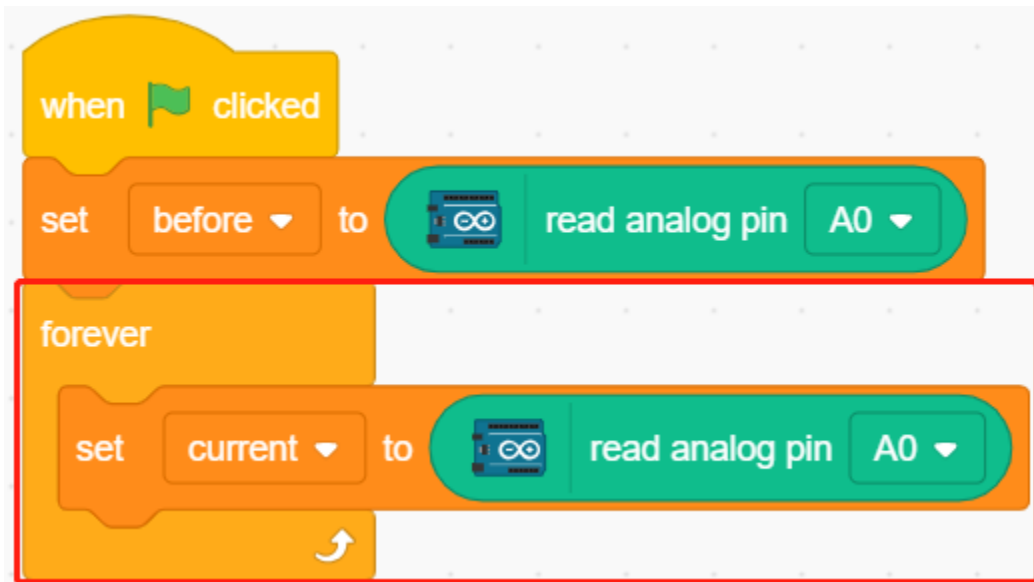 when clicked
set before to read analog pin A0
forever
set current to read analog pin A0